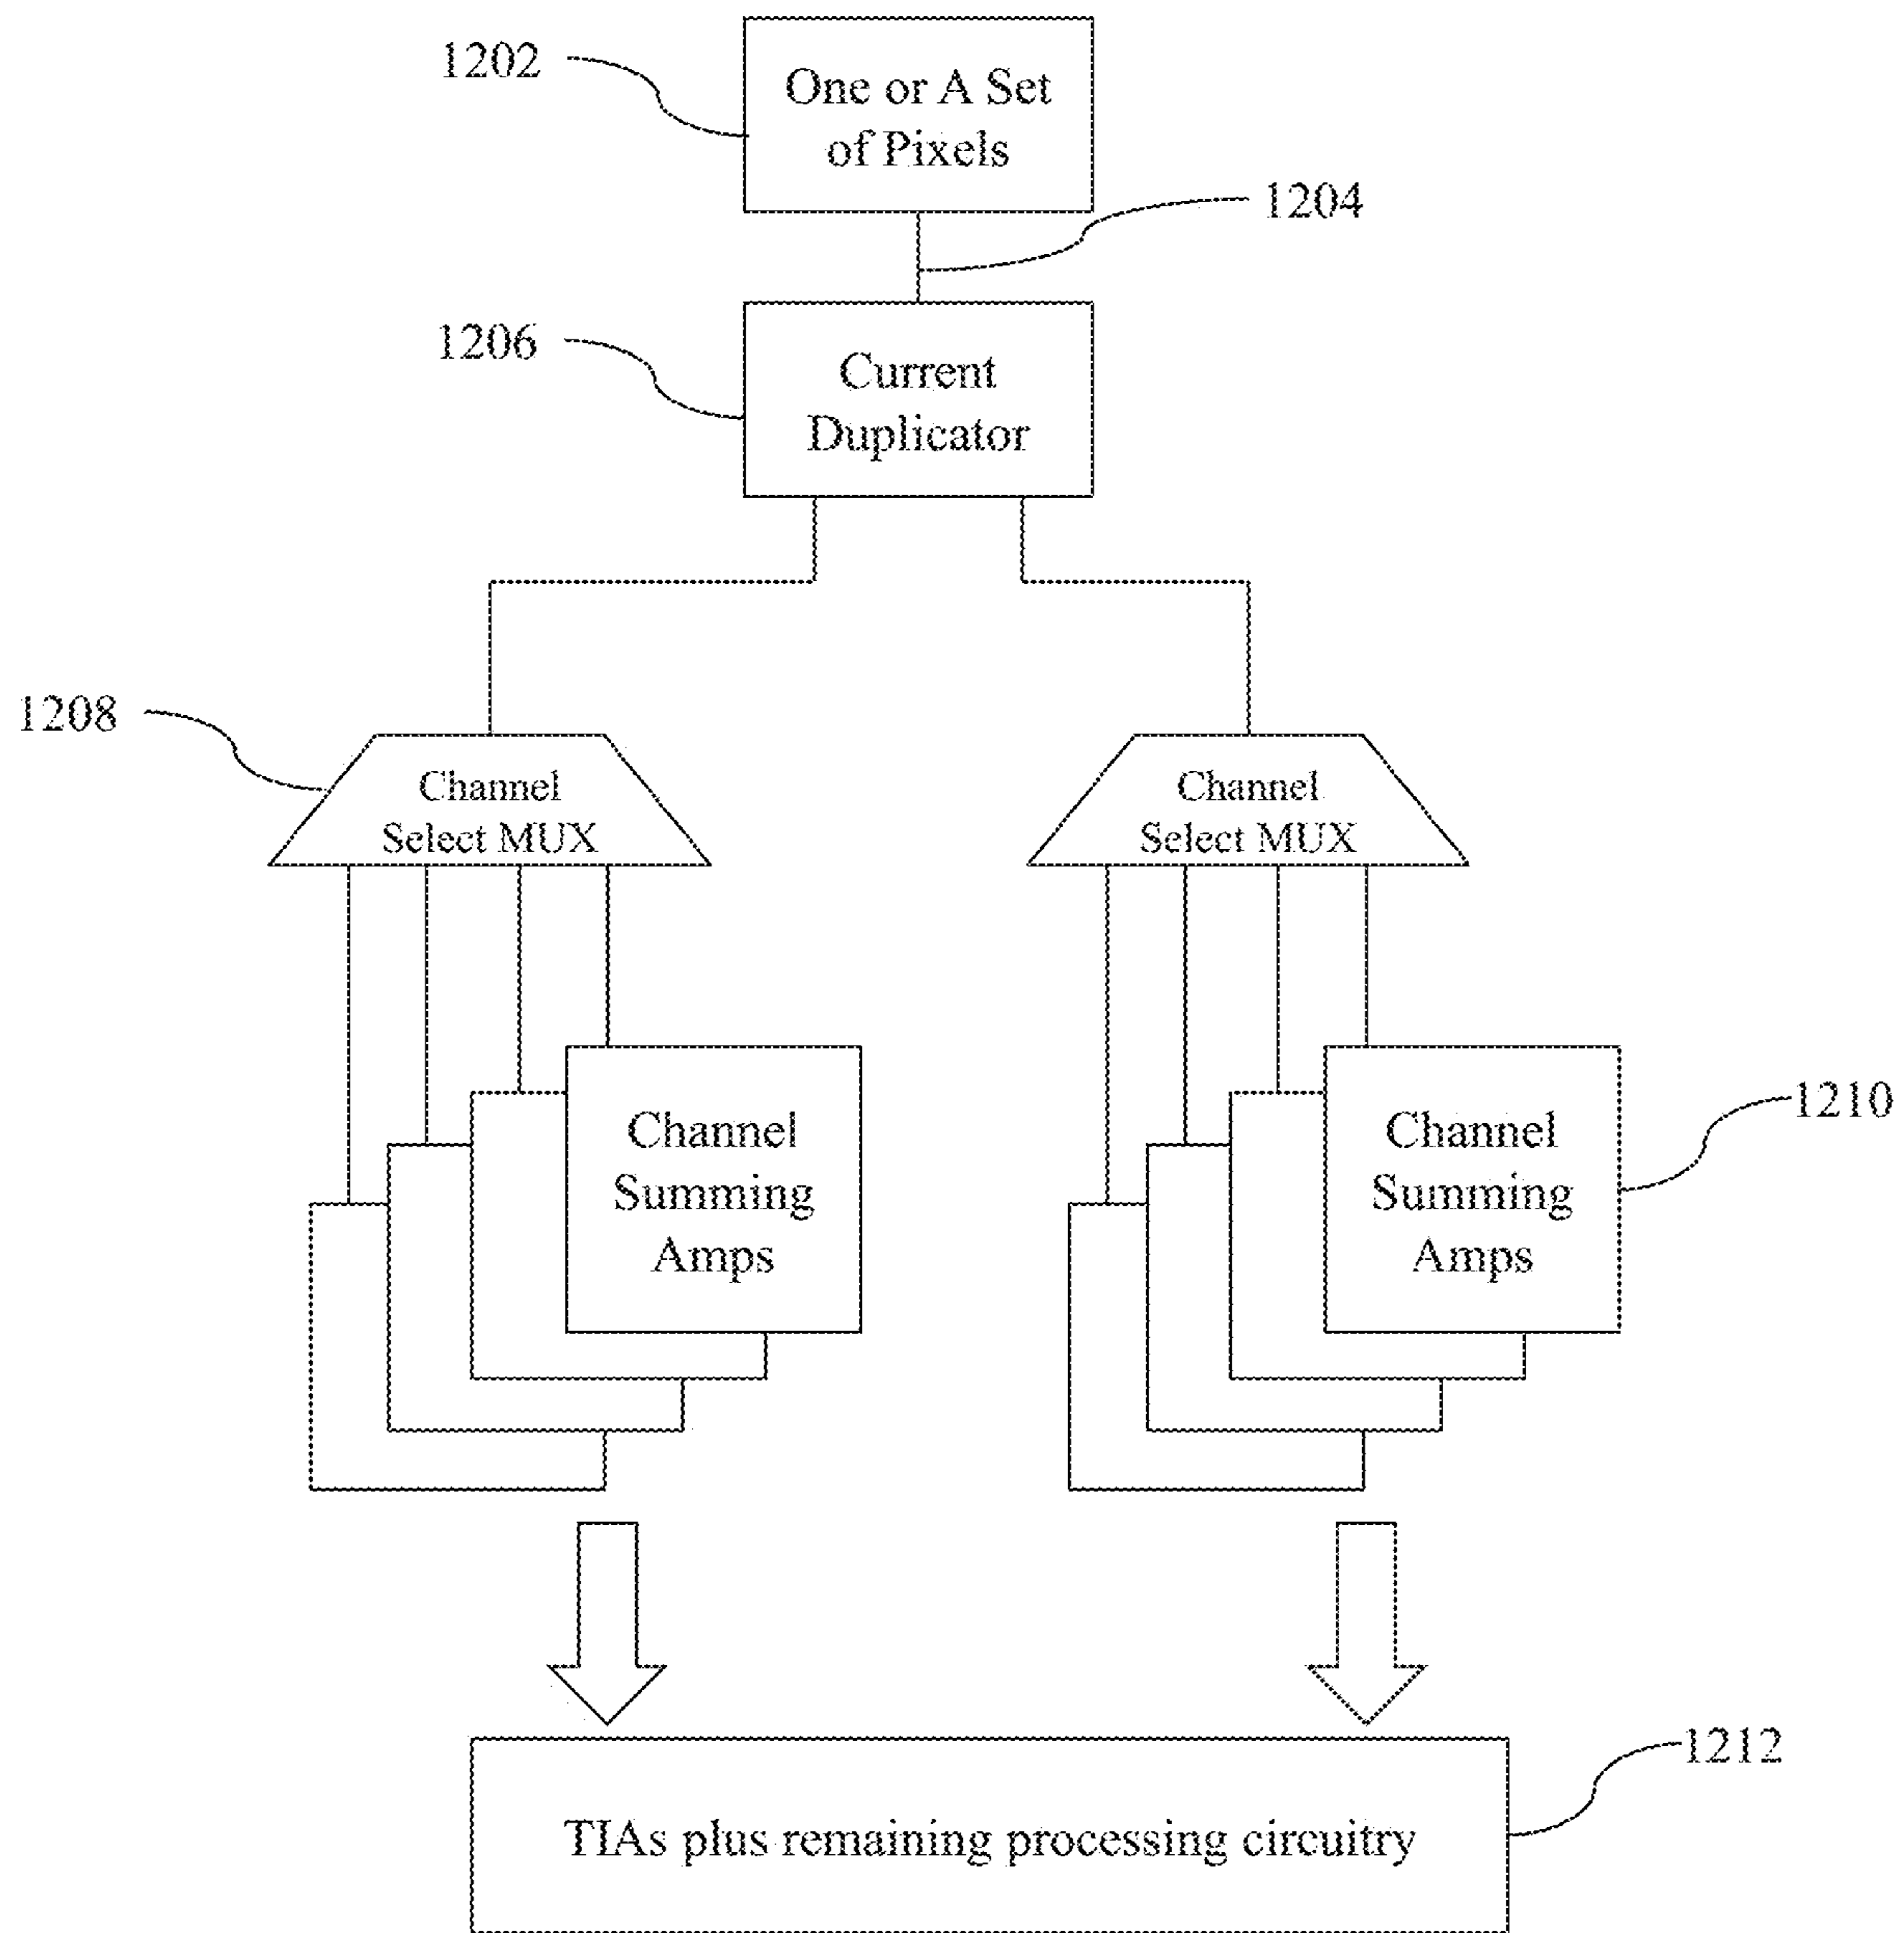 1202
One or A Set
of Pixels
1204
1206
Current
Duplicator
1208
Channel
Select MUX
Channel
Select MUX
Channel
Summing
Amps
Channel
Summing
Amps
1210
1212
TIAs plus remaining processing circuitry